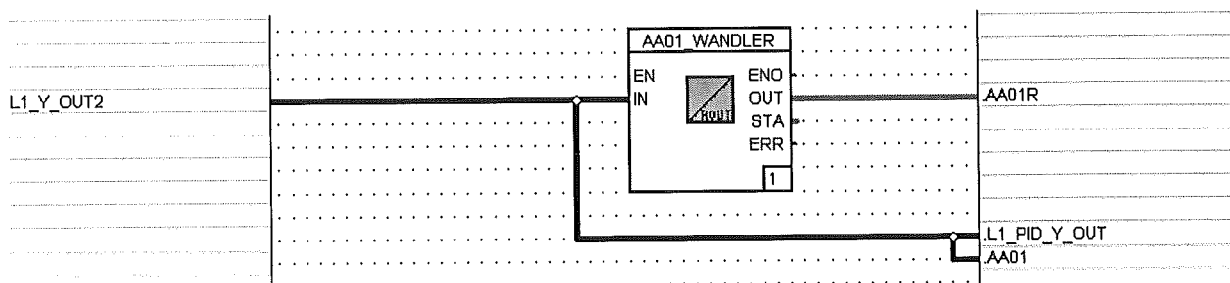 AA01_WANDLER
EN
ENO
L1_Y_OUT2
IN
OUT
.AA01R
STA
ERR
1
.L1_PID_Y_OUT
.AA01